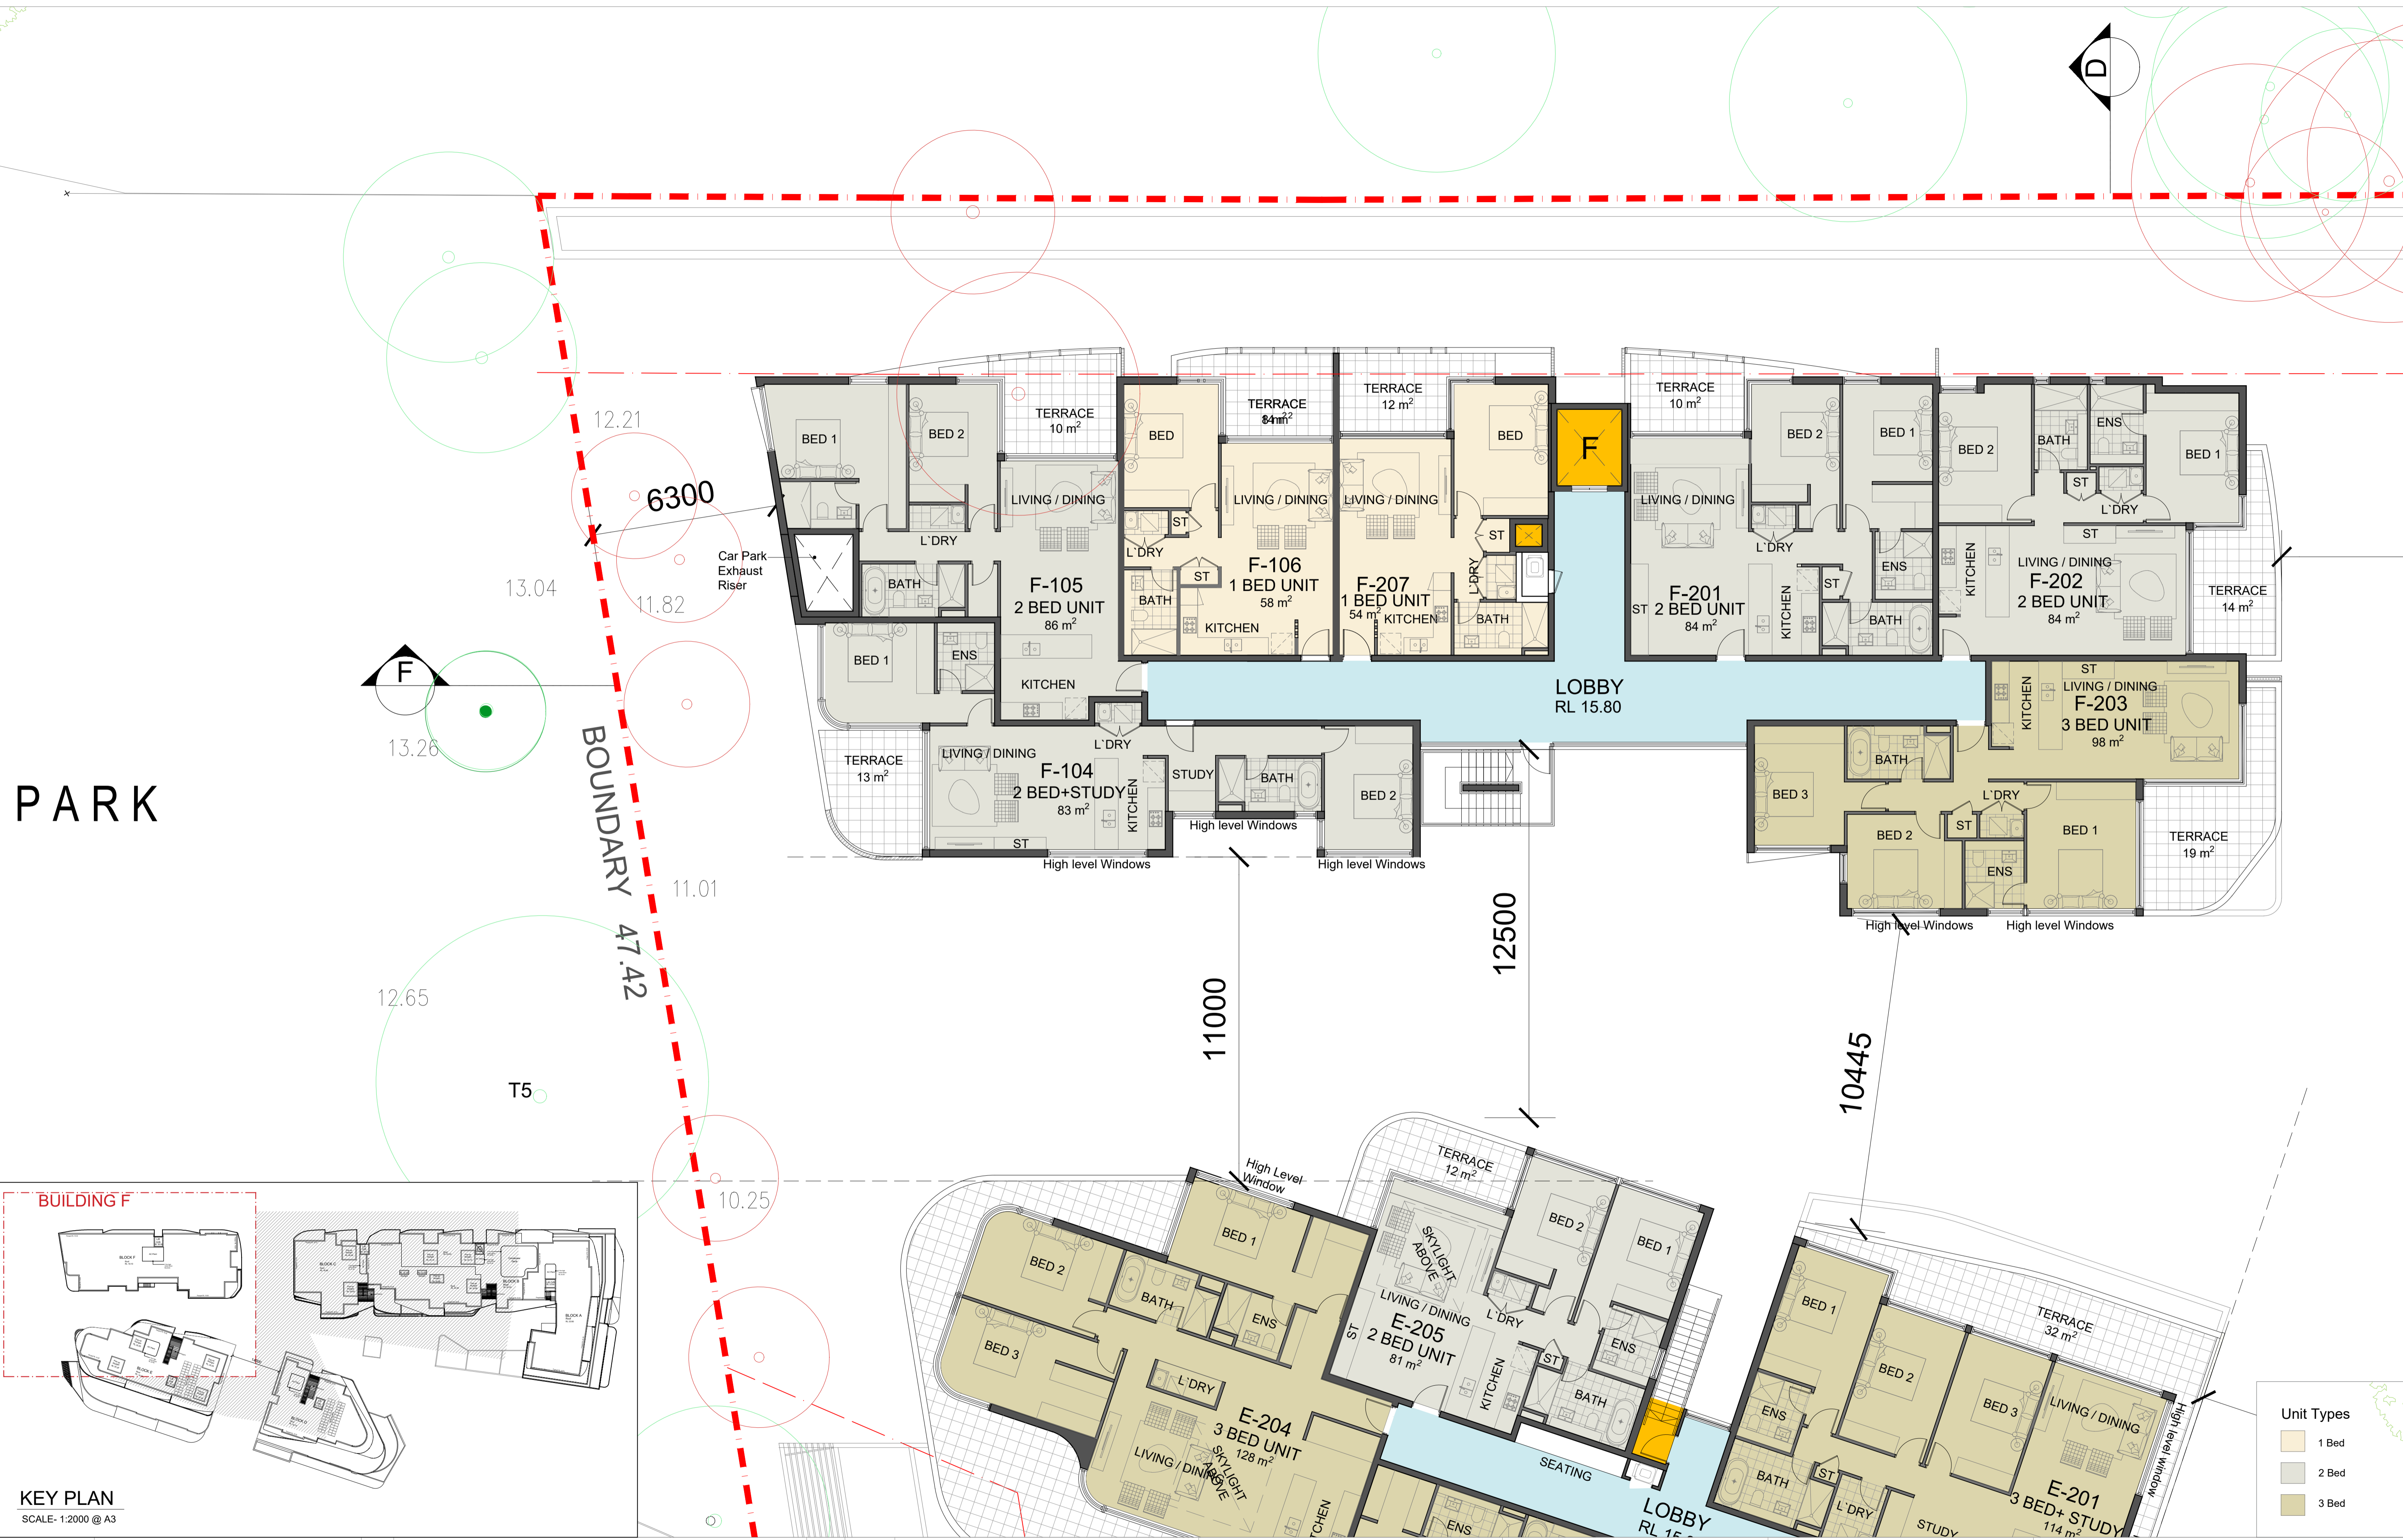 D
12.21
13.04
11.82
13.26
6300
Car Park
Exhaust
Riser
F
PARK
BOUNDARY 47.42
11.01
12.65
T5
10.25
BED 1
BED 2
TERRACE
10 m2
LIVING / DINING
L`DRY
BATH
F-105
2 BED UNIT
86 m2
KITCHEN
BED
TERRACE
LIVING / DINING
ST
L`DRY
ST
BATH
F-106
1 BED UNIT
58 m2
KITCHEN
TERRACE
12 m2
BED
LIVING / DINING
ST
L`DRY
F-207
1 BED UNIT
54 m2
KITCHEN
BATH
F
TERRACE
10 m2
BED 2
BED 1
LIVING / DINING
L`DRY
ENS
ST
ST
F-201
2 BED UNIT
84 m2
KITCHEN
BATH
BED 2
BATH
ENS
BED 1
ST
L`DRY
ST
KITCHEN
LIVING / DINING
F-202
2 BED UNIT
84 m2
TERRACE
14 m2
LOBBY
RL 15.80
ST
KITCHEN
LIVING / DINING
F-203
3 BED UNIT
98 m2
BATH
BED 3
L`DRY
ST
BED 2
BED 1
ENS
TERRACE
19 m2
High level Windows
High level Windows
BED 1
ENS
TERRACE
13 m2
LIVING / DINING
L`DRY
F-104
2 BED+STUDY
83 m2
KITCHEN
ST
STUDY
BATH
BED 2
High level Windows
High level Windows
High level Windows
11000
12500
10445
High Level
Window
BED 1
BED 2
BATH
ENS
BED 3
L`DRY
E-204
3 BED UNIT
128 m2
LIVING / DINING
SKYLIGHT
ABOVE
KITCHEN
TERRACE
12 m2
BED 2
BED 1
SKYLIGHT
ABOVE
LIVING / DINING
L`DRY
ST
E-205
2 BED UNIT
81 m2
ENS
ST
KITCHEN
BATH
SEATING
LOBBY
ENS
TERRACE
32 m2
BED 1
BED 2
BED 3
LIVING / DINING
High level window
ENS
BATH
ST
L`DRY
STUDY
E-201
3 BED+ STUDY
114 m2
BUILDING F
BLOCK F
BLOCK C
BLOCK B
BLOCK A
BLOCK E
BLOCK D
KEY PLAN
SCALE- 1:2000 @ A3
Unit Types
1 Bed
2 Bed
3 Bed